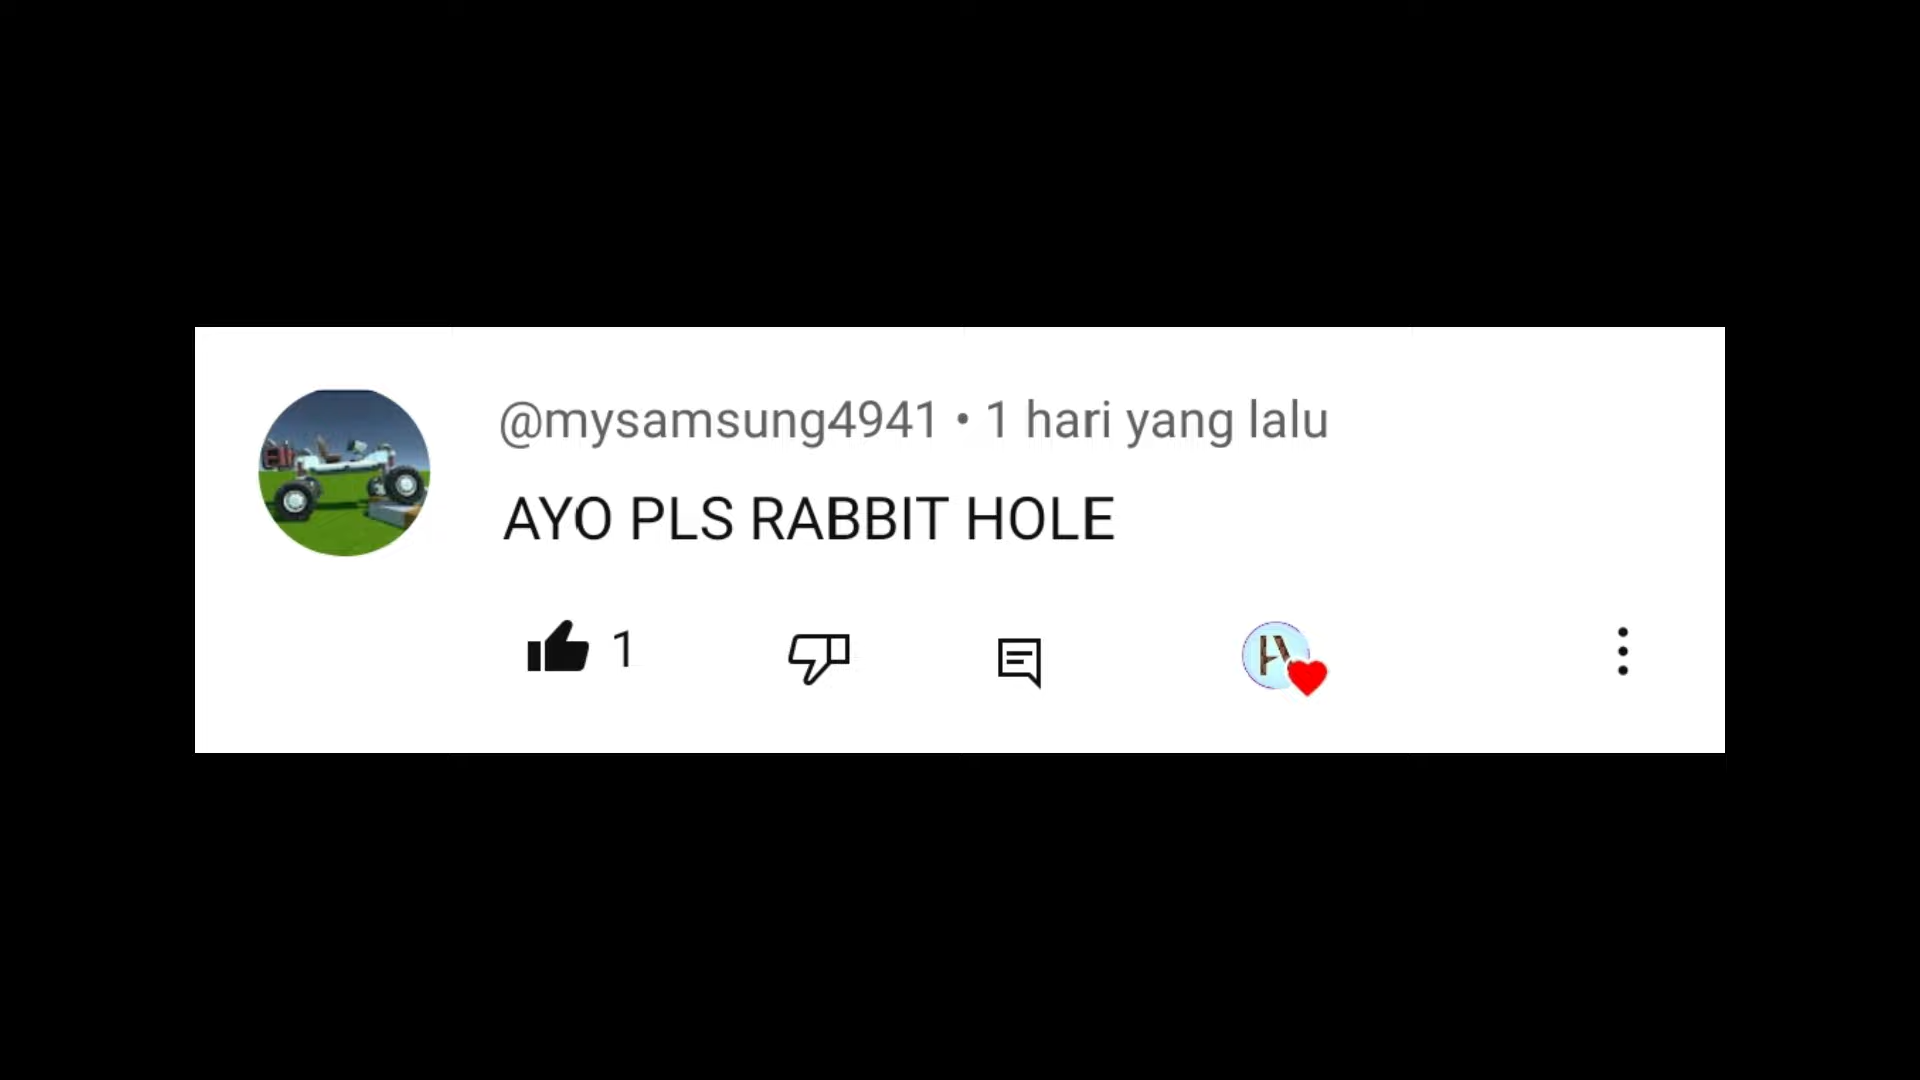 @mysamsung4941 • 1 hari yang lalu
AYO PLS RABBIT HOLE
1